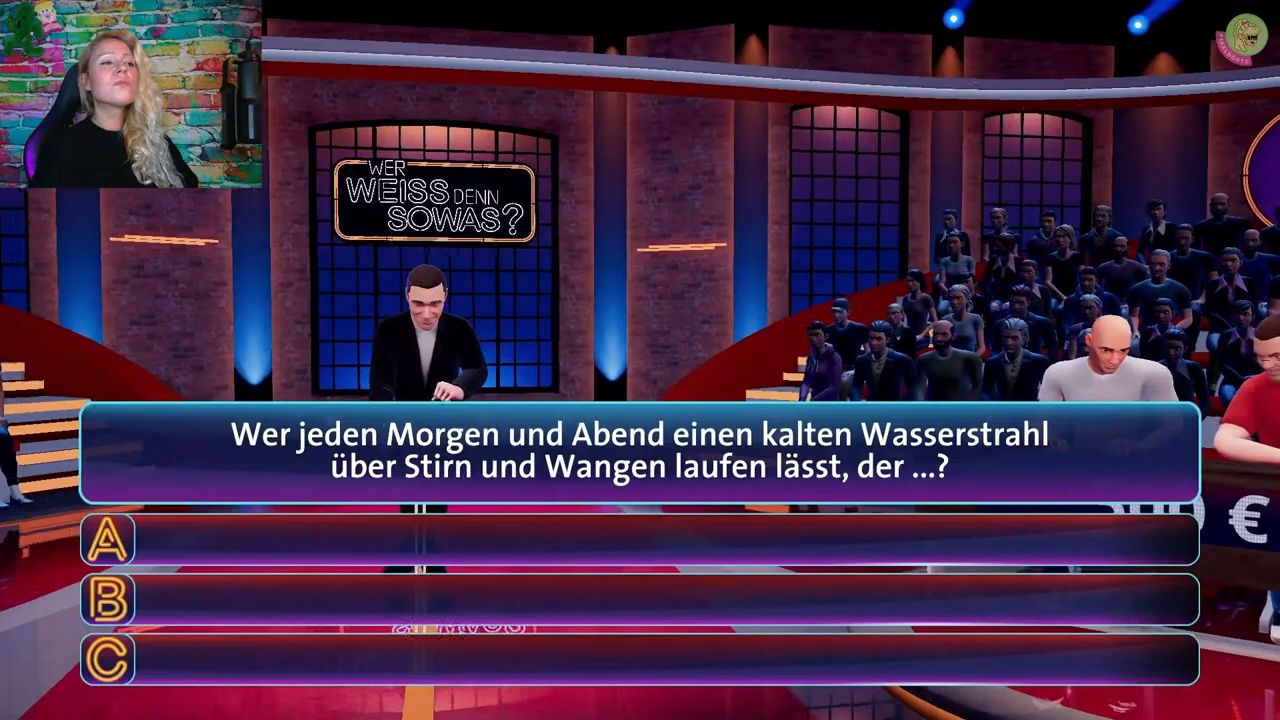 WER
WEISS DENN
SOWAS?
Wer jeden Morgen und Abend einen kalten Wasserstrahl
über Stirn und Wangen laufen lässt, der ...?
€
A
B
C